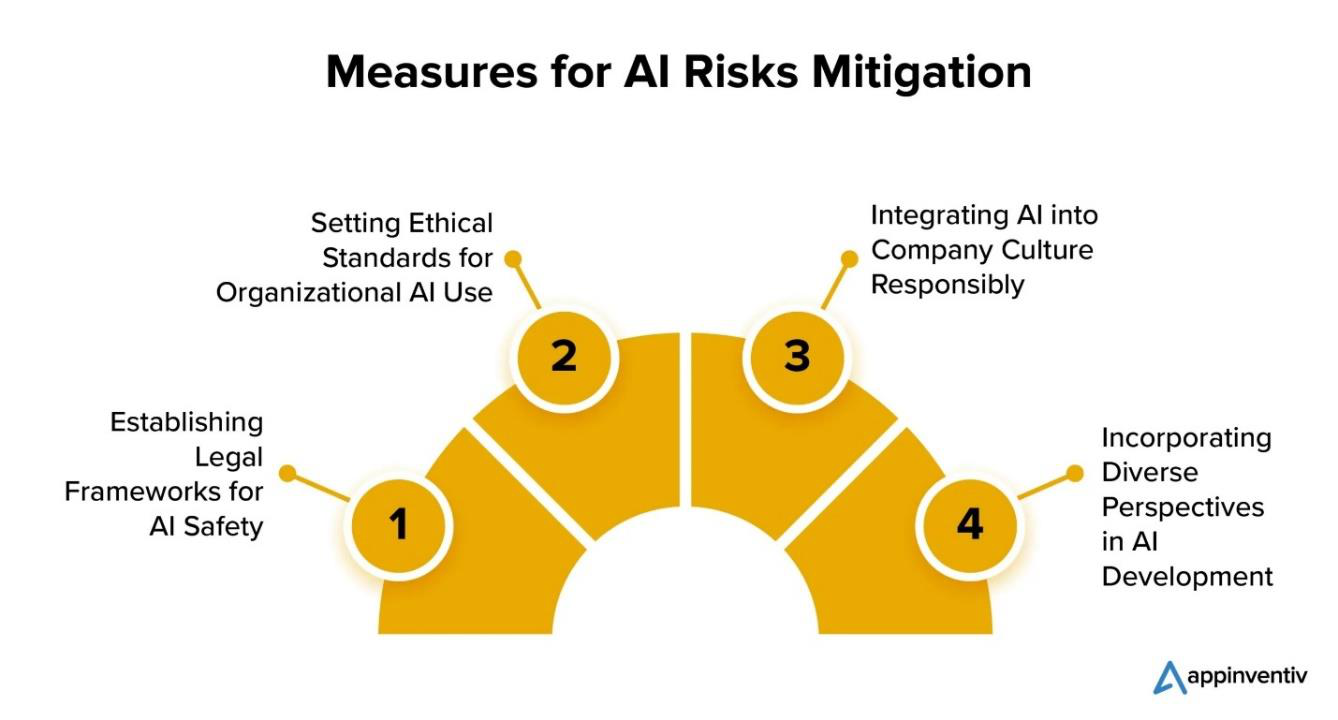 Measures for AI Risks Mitigation
Establishing
Legal
Frameworks for
AI Safety
1
Setting Ethical
Standards for
Organizational AI Use
2
Integrating AI into
Company Culture
Responsibly
3
Incorporating
Diverse
Perspectives
in AI
Development
4
appinventiv